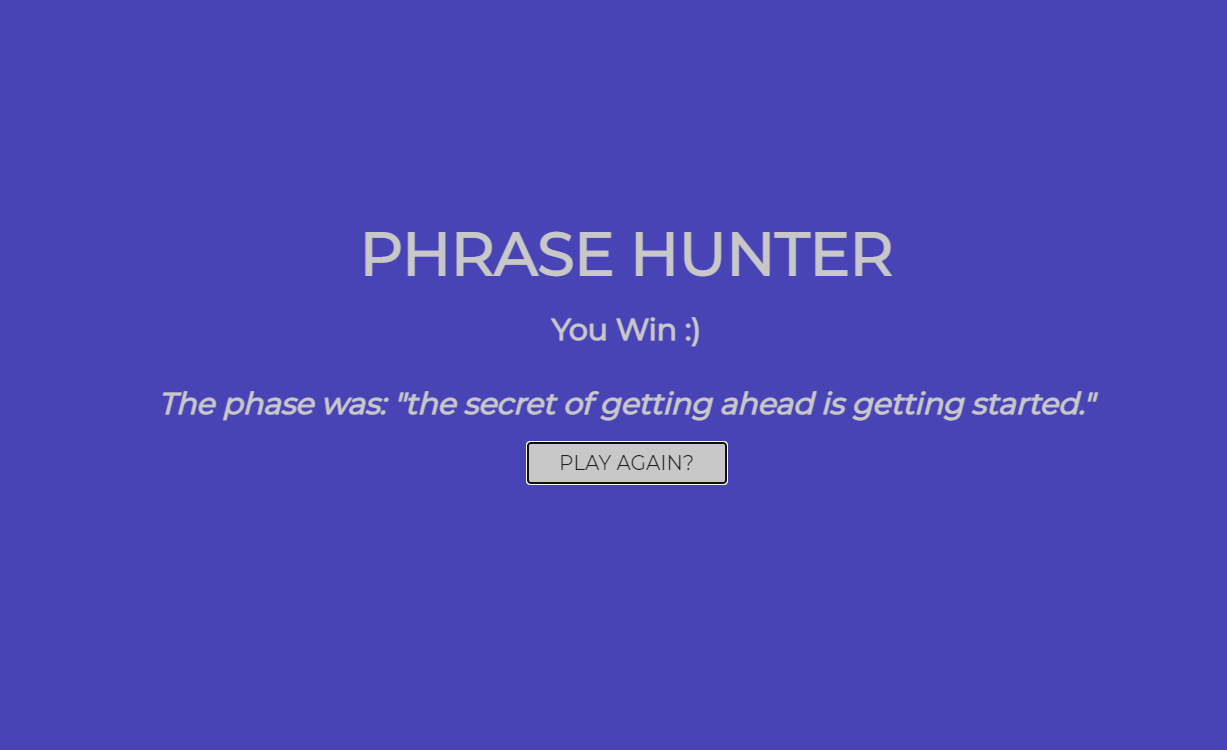 PHRASE HUNTER
You Win :)
The phase was: "the secret of getting ahead is getting started."
PLAY AGAIN?